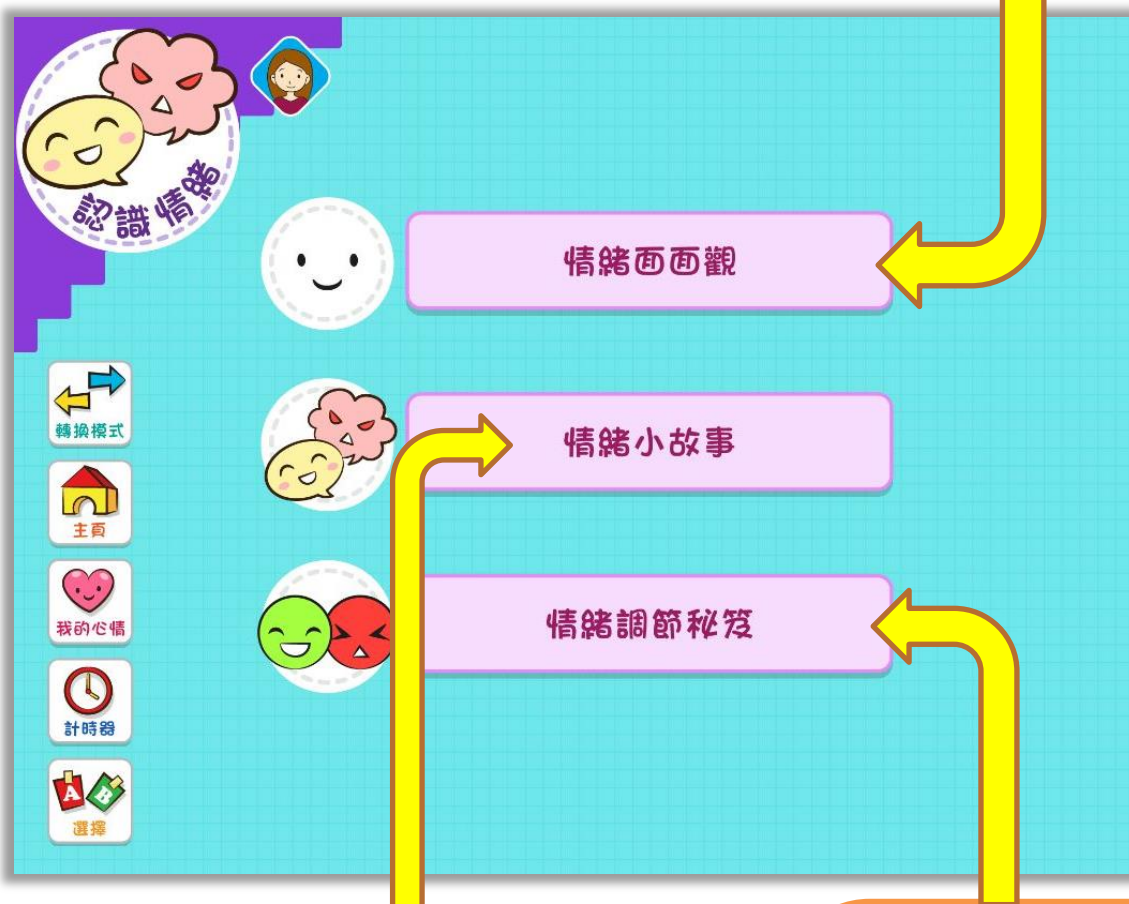 認識情緒
情緒面面觀
情緒小故事
情緒調節秘笈
轉換模式
主頁
我的心情
計時器
A B
選擇